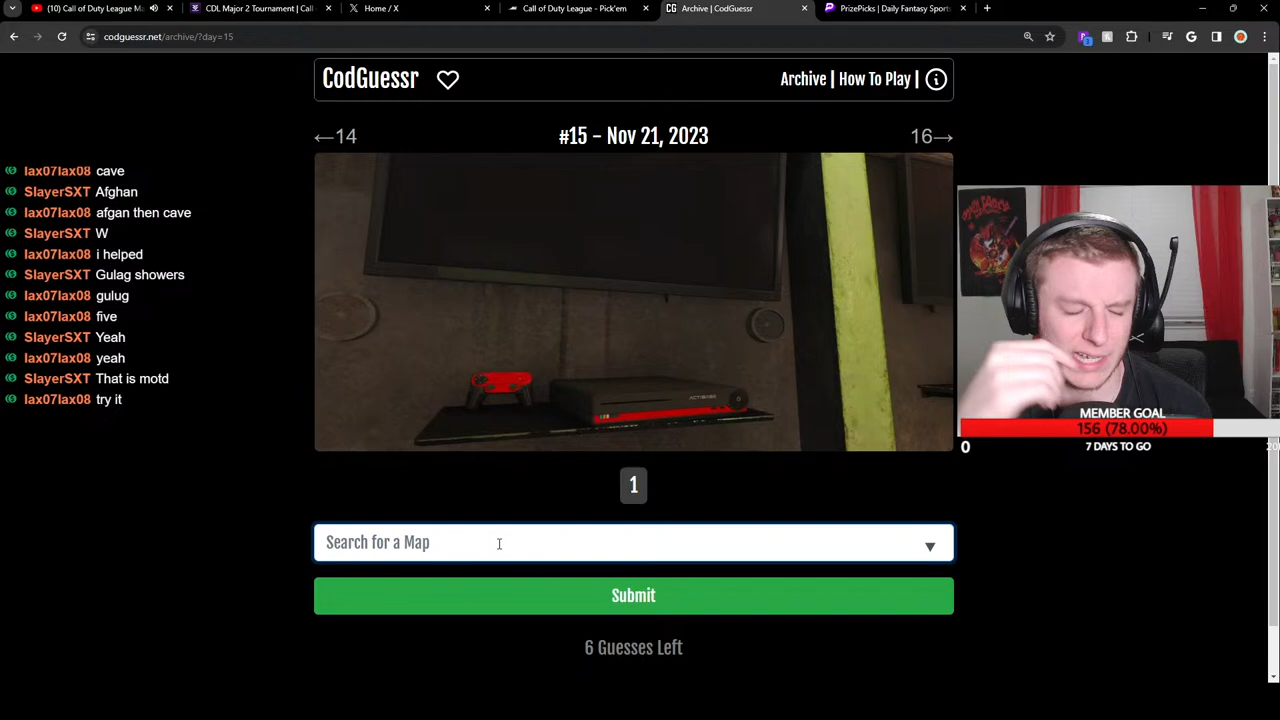 (10) Call of Duty League Ma
CDL Major 2 Tournament | Call
Home / X
Call of Duty League - Pick'em
CG Archive | CodGuessr
PrizePicks | Daily Fantasy Sport
codguessr.net/archive/?day=15
CodGuessr
Archive | How To Play |
←14
#15 - Nov 21, 2023
16→
lax07lax08 cave
SlayerSXT Afghan
lax07lax08 afgan then cave
SlayerSXT W
lax07lax08 i helped
SlayerSXT Gulag showers
lax07lax08 gulug
lax07lax08 five
SlayerSXT Yeah
lax07lax08 yeah
SlayerSXT That is motd
lax07lax08 try it
MEMBER GOAL
156 (78.00%)
0
7 DAYS TO GO
1
Search for a Map
Submit
6 Guesses Left